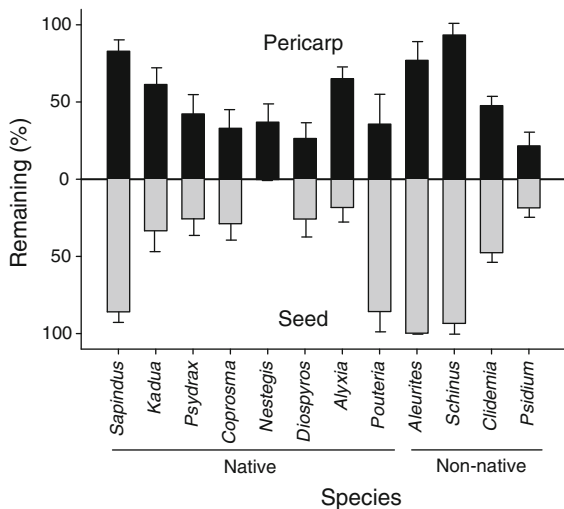 100
50
0
50
100
Remaining (%)
Pericarp
Seed
Sapindus
Kadua
Psydrax
Coprosma
Nestegis
Diospyros
Alyxia
Pouteria
Aleurites
Schinus
Clidemia
Psidium
Native
Non-native
Species